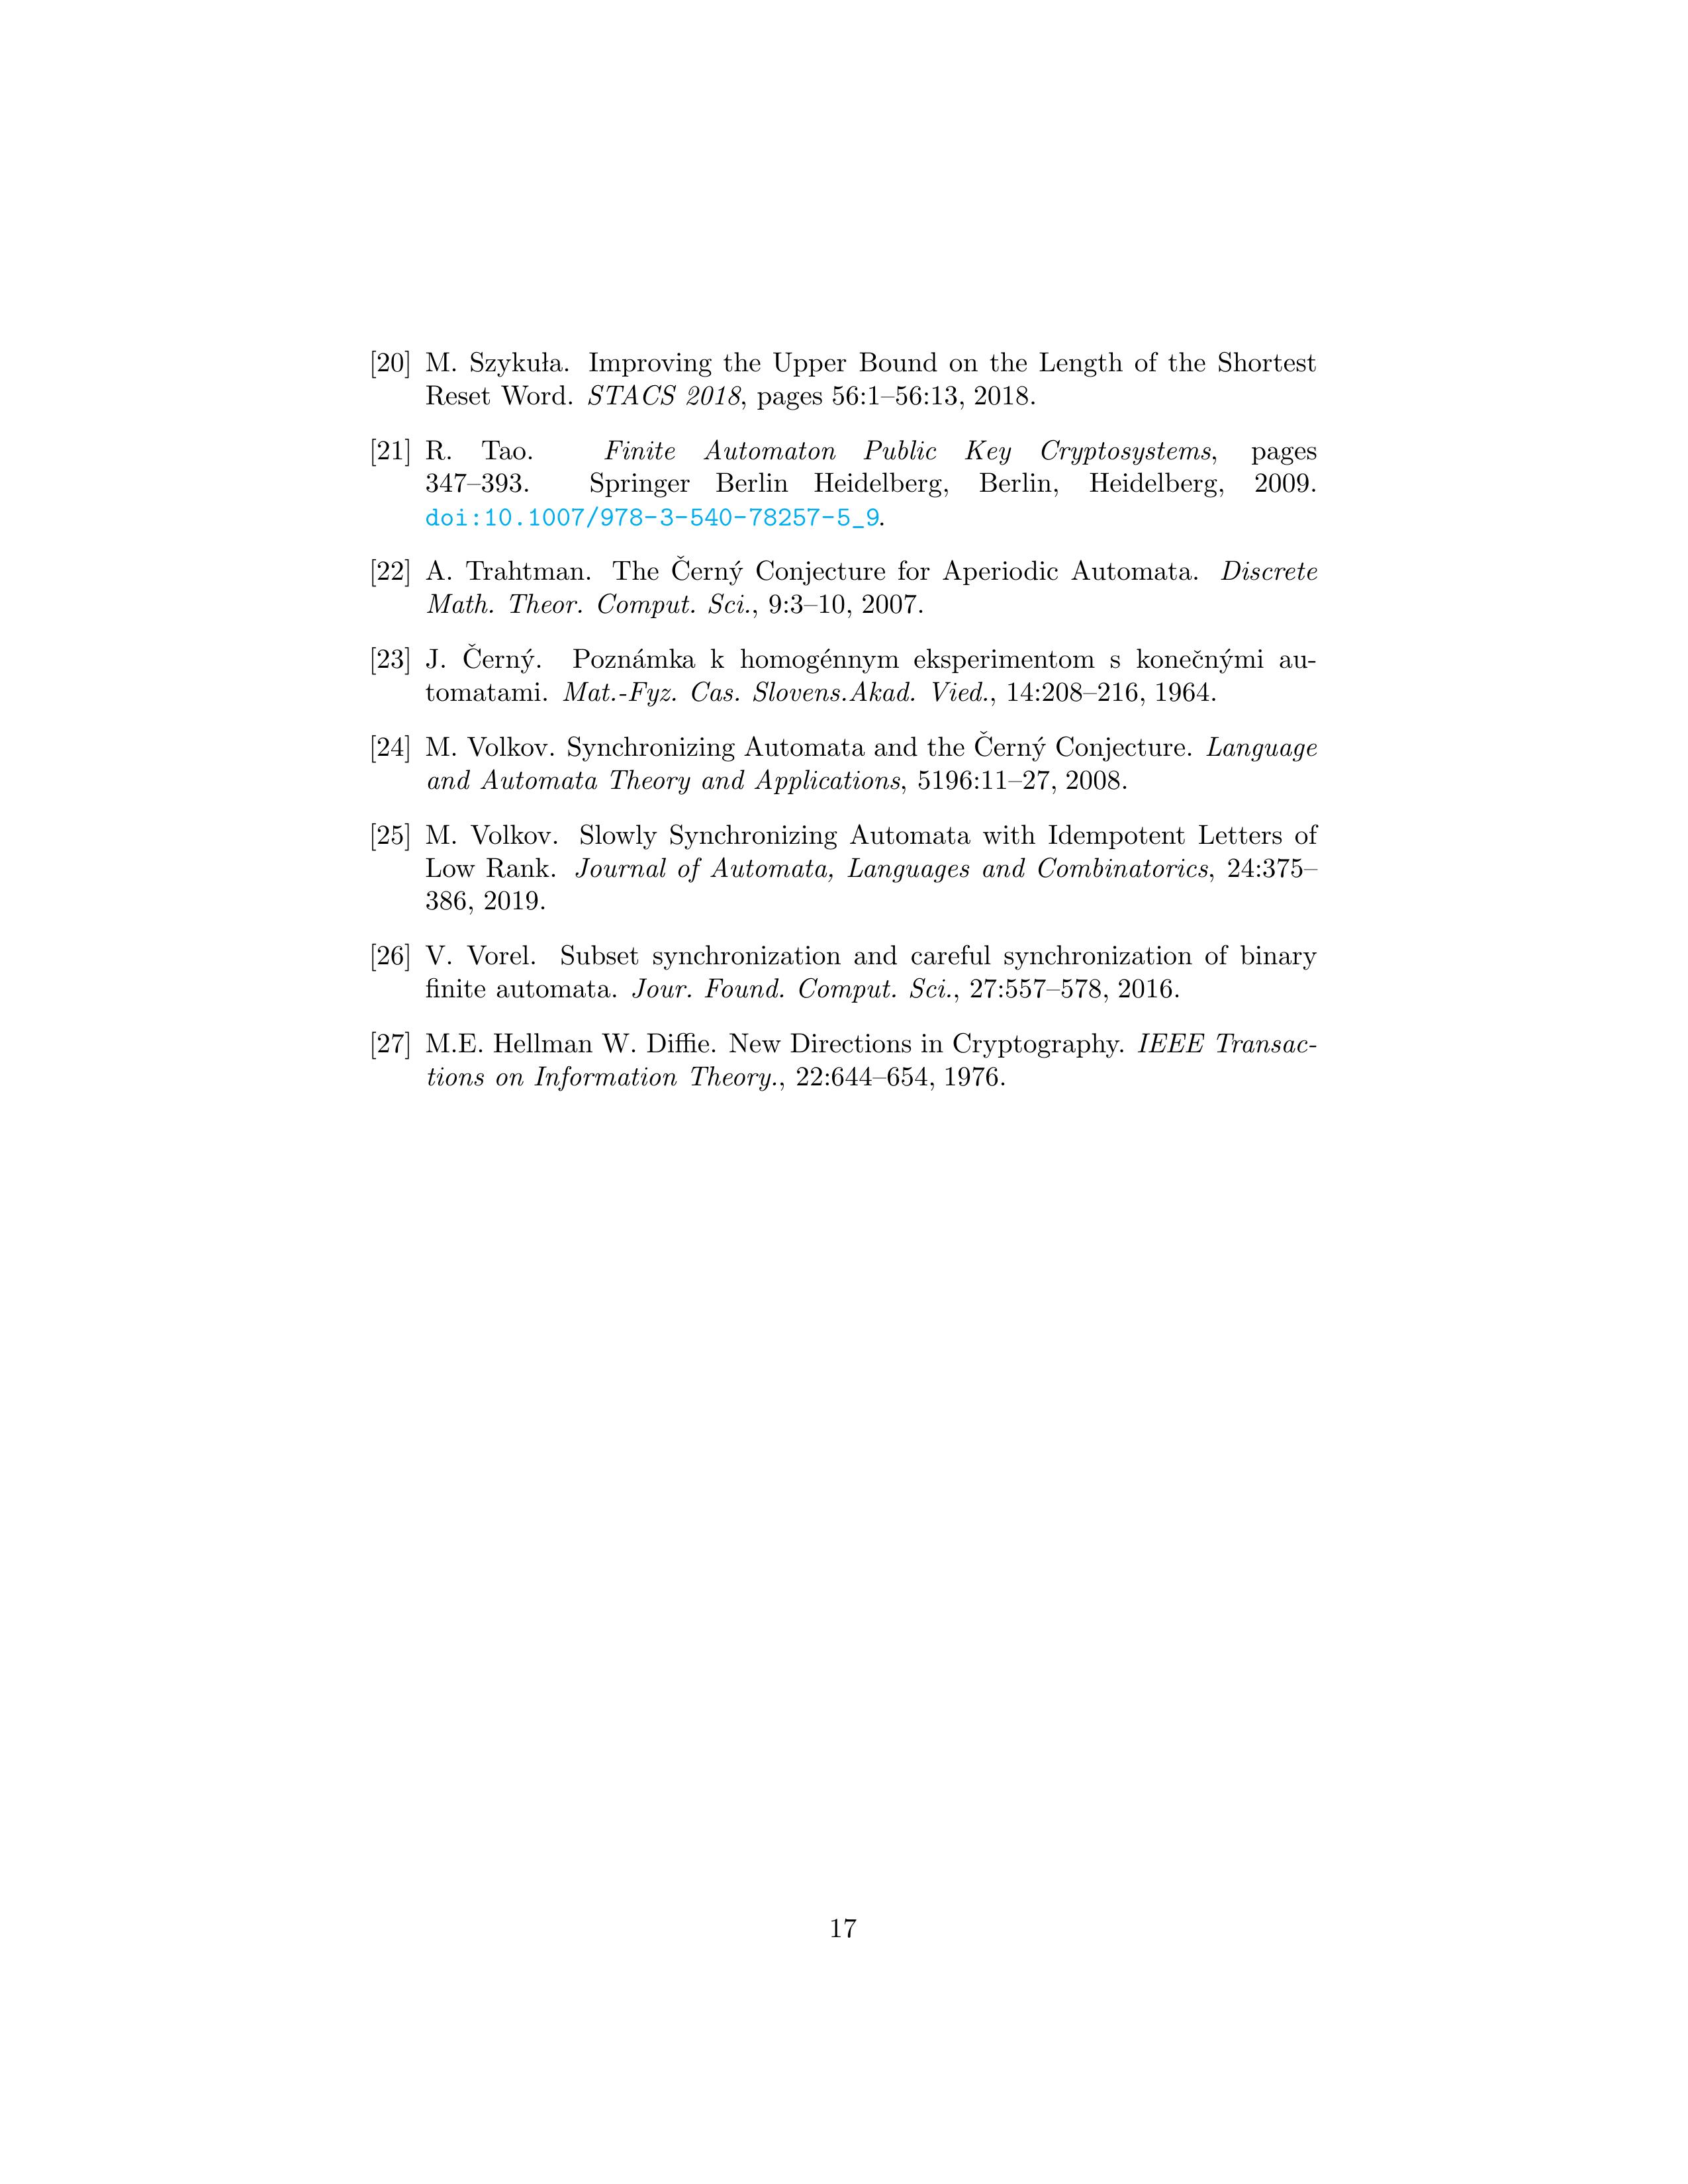 [20] M. Szykuła. Improving the Upper Bound on the Length of the Shortest
Reset Word. STACS 2018, pages 56:1–56:13, 2018.
[21] R. Tao. Finite Automaton Public Key Cryptosystems, pages
347–393. Springer Berlin Heidelberg, Berlin, Heidelberg, 2009.
doi:10.1007/978-3-540-78257-5_9.
[22] A. Trahtman. The Černý Conjecture for Aperiodic Automata. Discrete
Math. Theor. Comput. Sci., 9:3–10, 2007.
[23] J. Černý. Poznámka k homogénnym eksperimentom s konečnými au-
tomatami. Mat.-Fyz. Cas. Slovens.Akad. Vied., 14:208–216, 1964.
[24] M. Volkov. Synchronizing Automata and the Černý Conjecture. Language
and Automata Theory and Applications, 5196:11–27, 2008.
[25] M. Volkov. Slowly Synchronizing Automata with Idempotent Letters of
Low Rank. Journal of Automata, Languages and Combinatorics, 24:375–
386, 2019.
[26] V. Vorel. Subset synchronization and careful synchronization of binary
finite automata. Jour. Found. Comput. Sci., 27:557–578, 2016.
[27] M.E. Hellman W. Diffie. New Directions in Cryptography. IEEE Transac-
tions on Information Theory., 22:644–654, 1976.
17